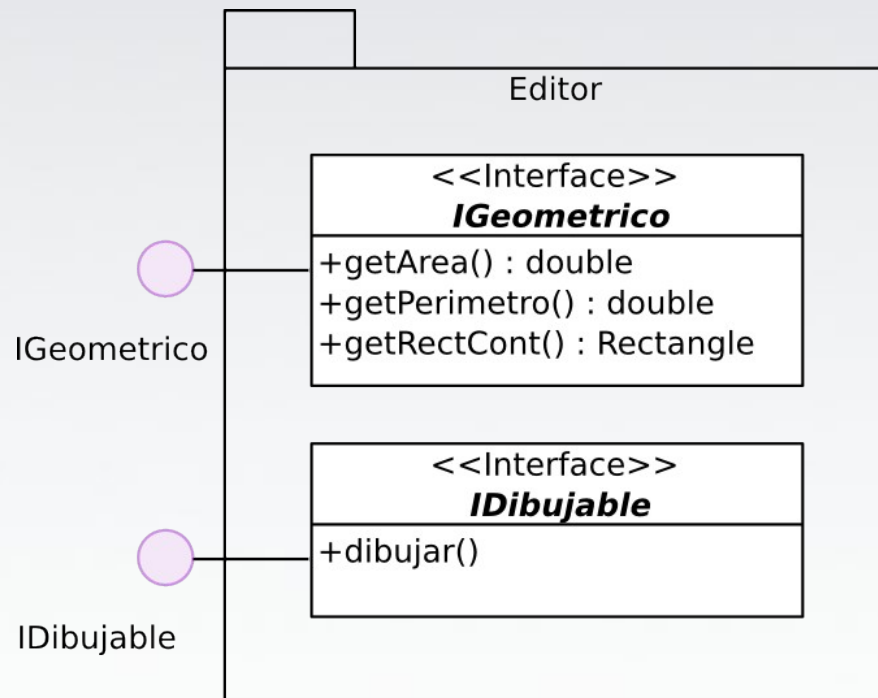 Editor
<<Interface>>
IGeometrico
+getArea() : double
+getPerimetro() : double
+getRectCont() : Rectangle
IGeometrico
<<Interface>>
IDibujable
+dibujar()
IDibujable